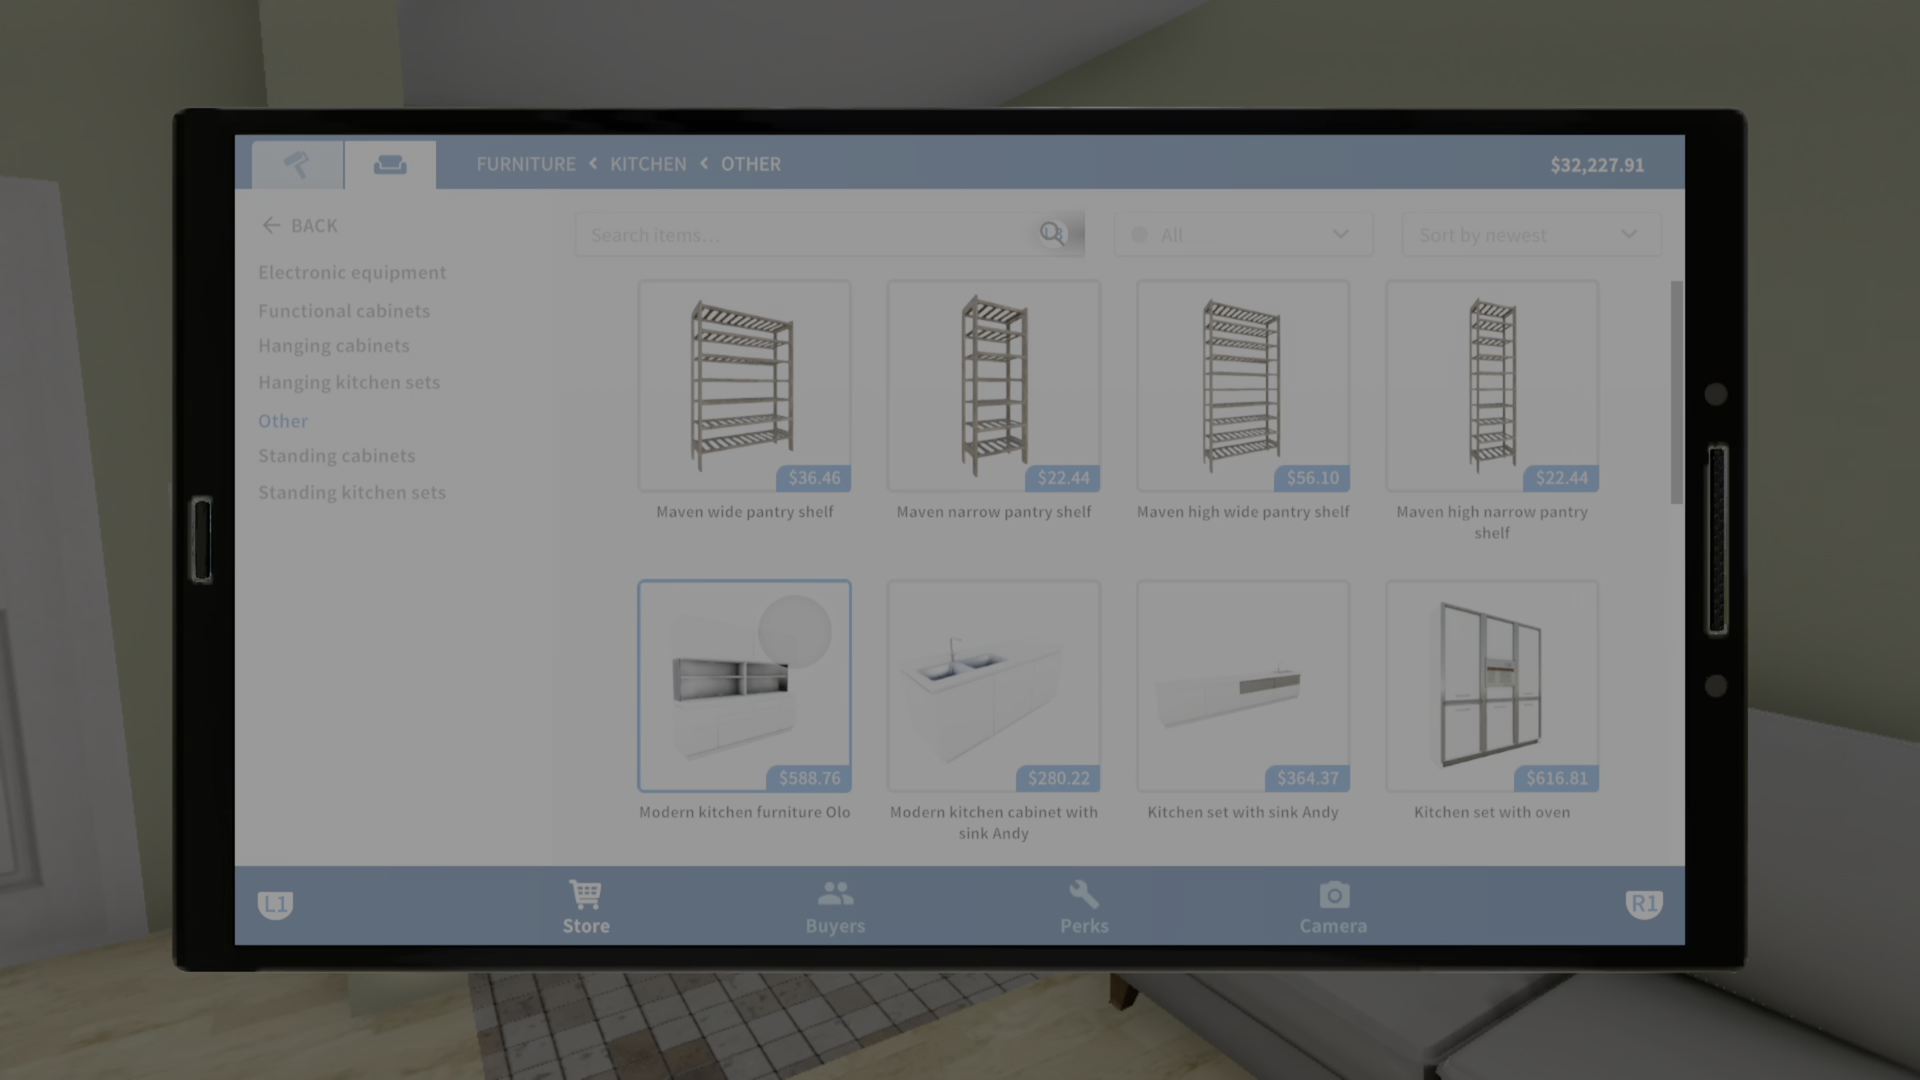 FURNITURE < KITCHEN < OTHER
$32,227.91
BACK
Search items...
All
Sort by newest
Electronic equipment
Functional cabinets
Hanging cabinets
Hanging kitchen sets
Other
Standing cabinets
Standing kitchen sets
$36.46
$22.44
$56.10
$22.44
Maven wide pantry shelf
Maven narrow pantry shelf
Maven high wide pantry shelf
Maven high narrow pantry
shelf
$588.76
$280.22
$364.37
$616.81
Modern kitchen furniture Olo
Modern kitchen cabinet with
sink Andy
Kitchen set with sink Andy
Kitchen set with oven
L1
Store
Buyers
Perks
Camera
R1